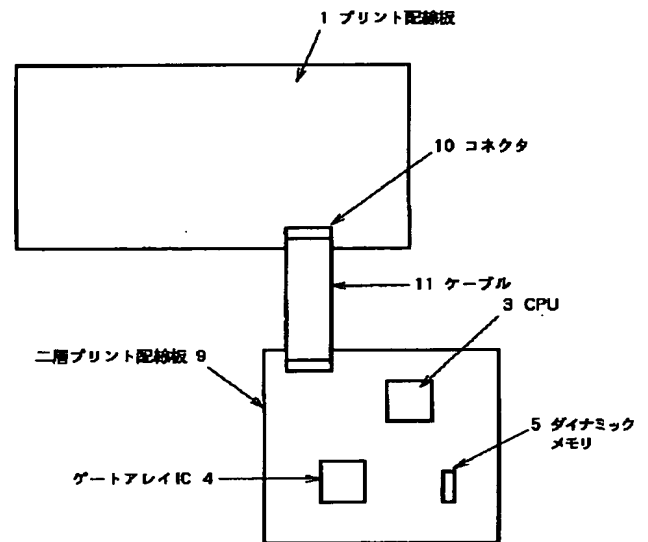 1 プリント配線板
10 コネクタ
11 ケーブル
3 CPU
二層プリント配線板 9
5 ダイナミック
メモリ
ゲートアレイIC 4